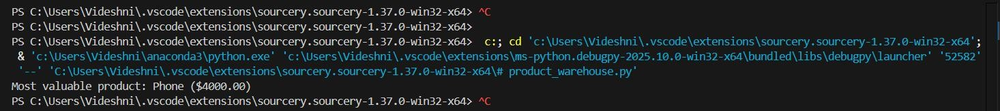 PS C:\Users\Videshni\.vscode\extensions\sourcery.sourcery-1.37.0-win32-x64> ^C
PS C:\Users\Videshni\.vscode\extensions\sourcery.sourcery-1.37.0-win32-x64>
PS C:\Users\Videshni\.vscode\extensions\sourcery.sourcery-1.37.0-win32-x64>  c:; cd 'c:\Users\Videshni\.vscode\extensions\sourcery.sourcery-1.37.0-win32-x64';
 & 'c:\Users\Videshni\anaconda3\python.exe' 'c:\Users\Videshni\.vscode\extensions\ms-python.debugpy-2025.10.0-win32-x64\bundled\libs\debugpy\launcher' '52582'
 '--' 'C:\Users\Videshni\.vscode\extensions\sourcery.sourcery-1.37.0-win32-x64\# product_warehouse.py'
Most valuable product: Phone ($4000.00)
PS C:\Users\Videshni\.vscode\extensions\sourcery.sourcery-1.37.0-win32-x64> ^C